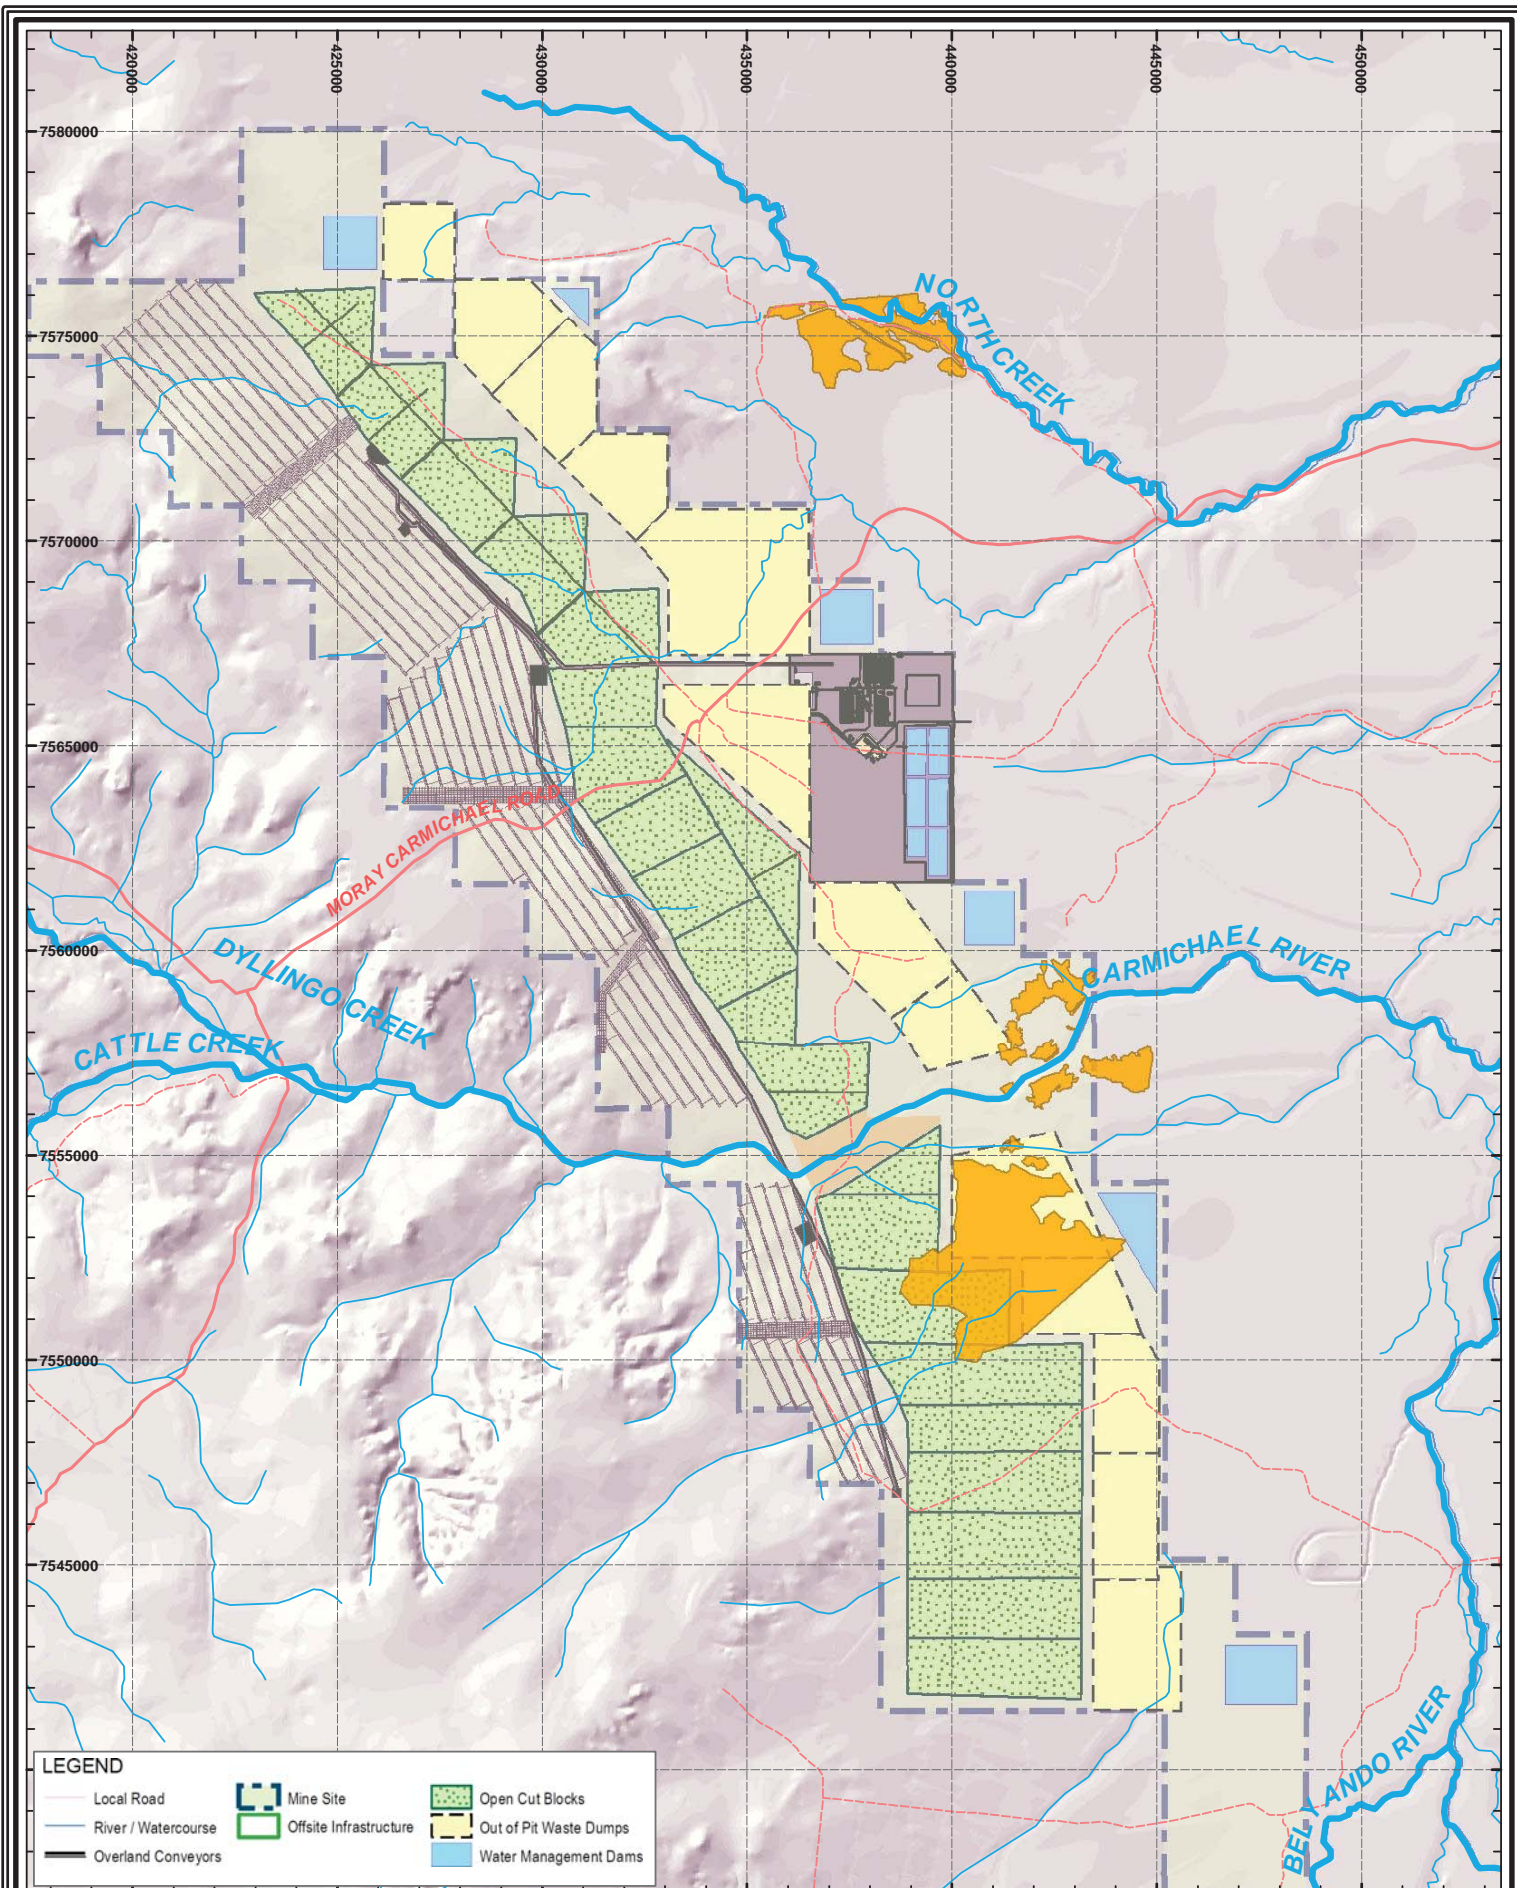 420000
425000
430000
435000
440000
445000
450000
7580000
7575000
7570000
7565000
7560000
7555000
7550000
7545000
NORTH CREEK
MORAY CARMICHAEL ROAD
DYLLINGO CREEK
CATTLE CREEK
CARMICHAEL RIVER
BELYANDO RIVER
LEGEND
Local Road
River / Watercourse
Overland Conveyors
Mine Site
Offsite Infrastructure
Open Cut Blocks
Out of Pit Waste Dumps
Water Management Dams